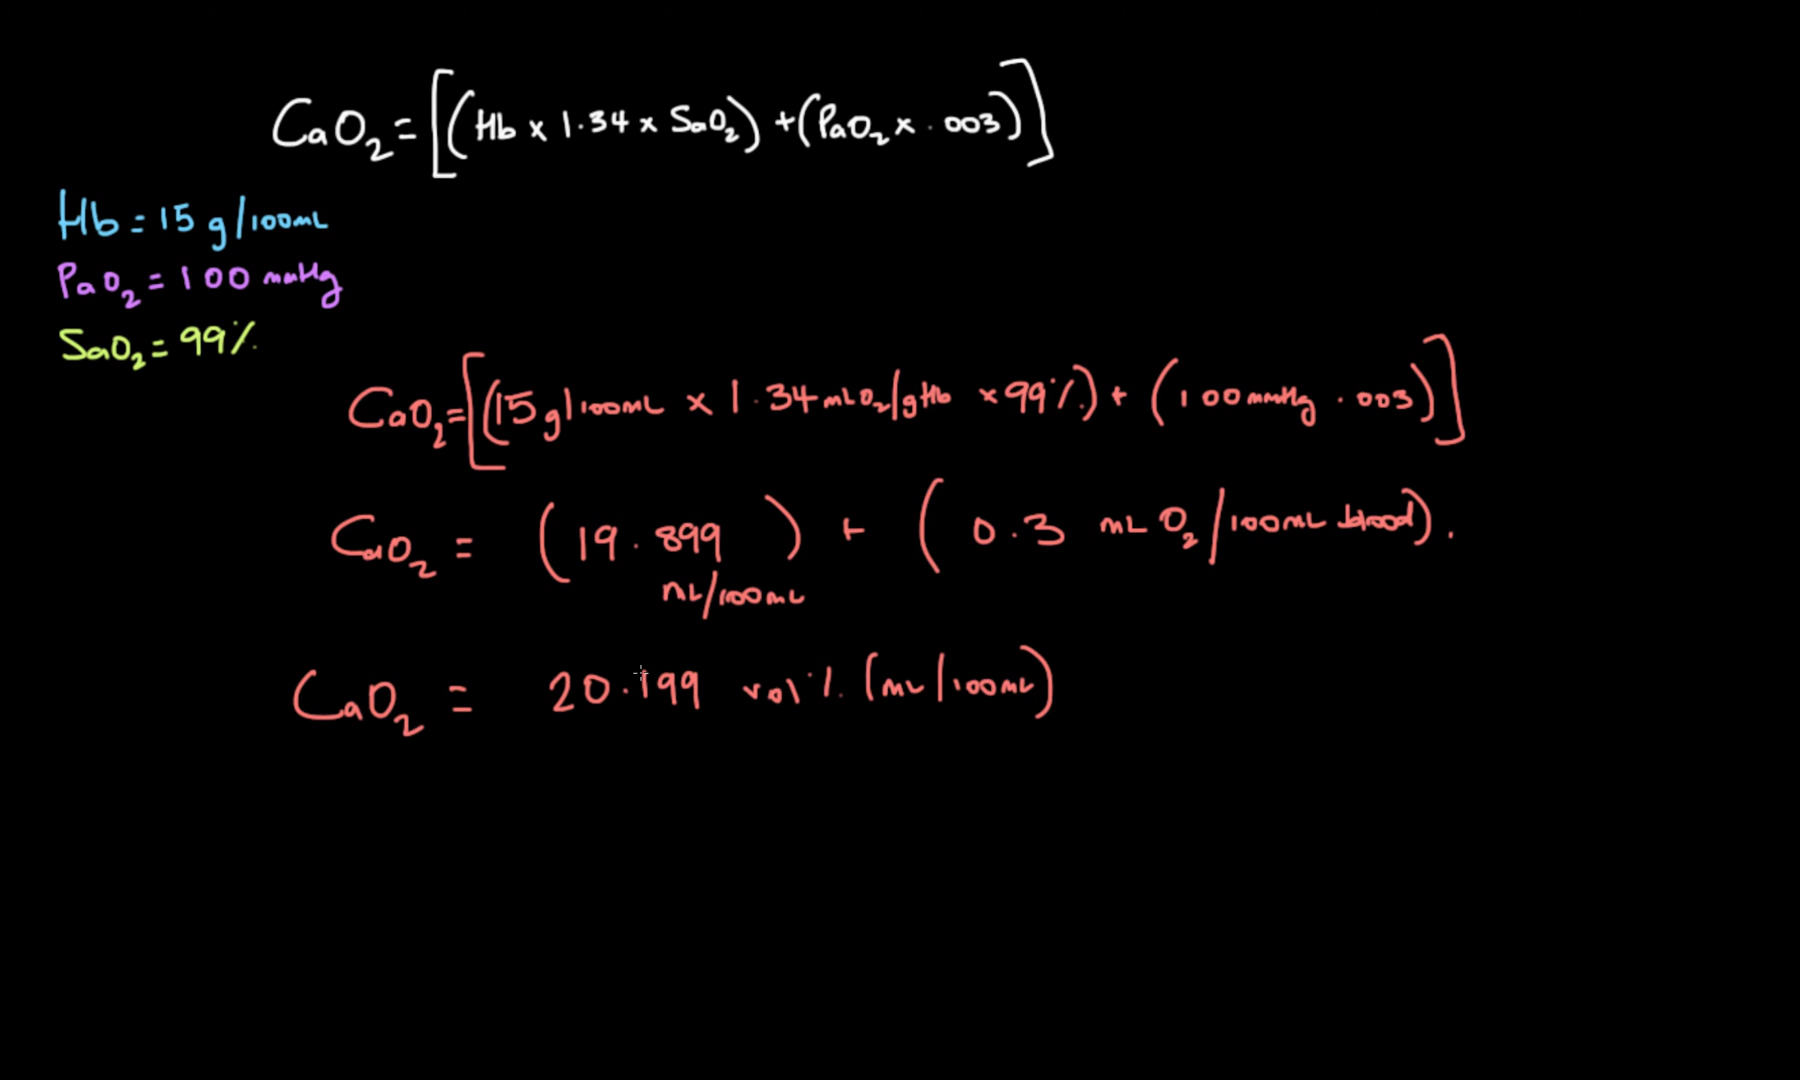 CaO₂ = [(Hb x 1.34 x SaO₂) + (PaO₂ x .003)]
Hb = 15 g/100mL
PaO₂ = 100 mmHg
SaO₂ = 99%
CaO₂ = [(15 g/100mL x 1.34 mLO₂/gHb x 99%) + (100 mmHg · .003)]
CaO₂ = (19.899 mL/100mL) + (0.3 mL O₂/100mL blood).
CaO₂ = 20.199 vol % (mL/100mL)